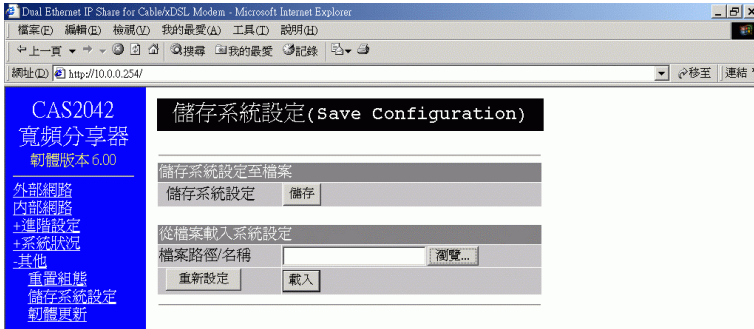 Dual Ethernet IP Share for Cable/xDSL Modem - Microsoft Internet Explorer
檔案(F) 編輯(E) 檢視(V) 我的最愛(A) 工具(T) 說明(H)
上一頁 搜尋 我的最愛 記錄
網址(D) http://10.0.0.254/ 移至 連結
CAS2042
寬頻分享器
韌體版本 6.00
外部網路
內部網路
+進階設定
+系統狀況
-其他
重置組態
儲存系統設定
韌體更新
儲存系統設定(Save Configuration)
儲存系統設定至檔案
儲存系統設定 儲存
從檔案載入系統設定
檔案路徑/名稱 瀏覽...
重新設定 載入